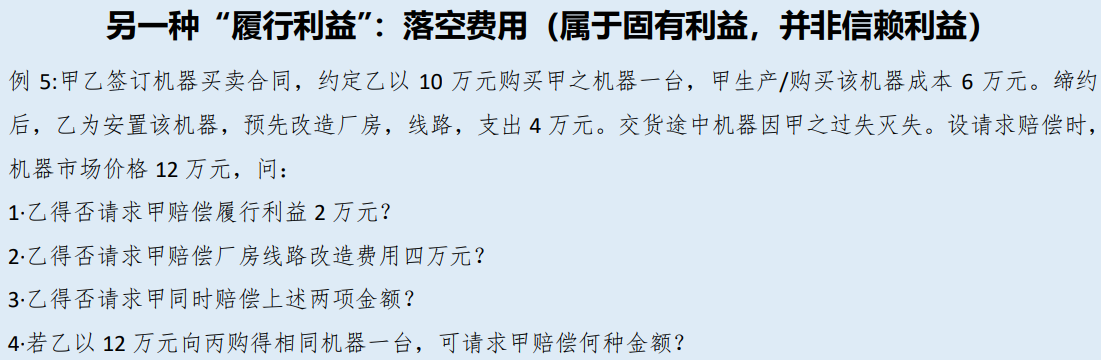 另一种“履行利益”：落空费用（属于固有利益，并非信赖利益）
例 5:甲乙签订机器买卖合同，约定乙以 10 万元购买甲之机器一台，甲生产/购买该机器成本 6 万元。缔约
后，乙为安置该机器，预先改造厂房，线路，支出 4 万元。交货途中机器因甲之过失灭失。设请求赔偿时，
机器市场价格 12 万元，问：
1·乙得否请求甲赔偿履行利益 2 万元？
2·乙得否请求甲赔偿厂房线路改造费用四万元？
3·乙得否请求甲同时赔偿上述两项金额？
4·若乙以 12 万元向丙购得相同机器一台，可请求甲赔偿何种金额？